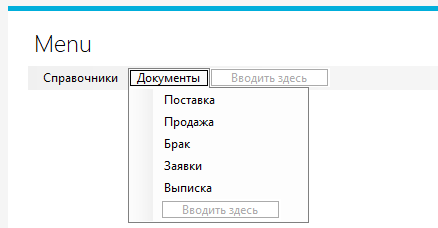 Menu
Справочники Документы Вводить здесь
Поставка
Продажа
Брак
Заявки
Выписка
Вводить здесь